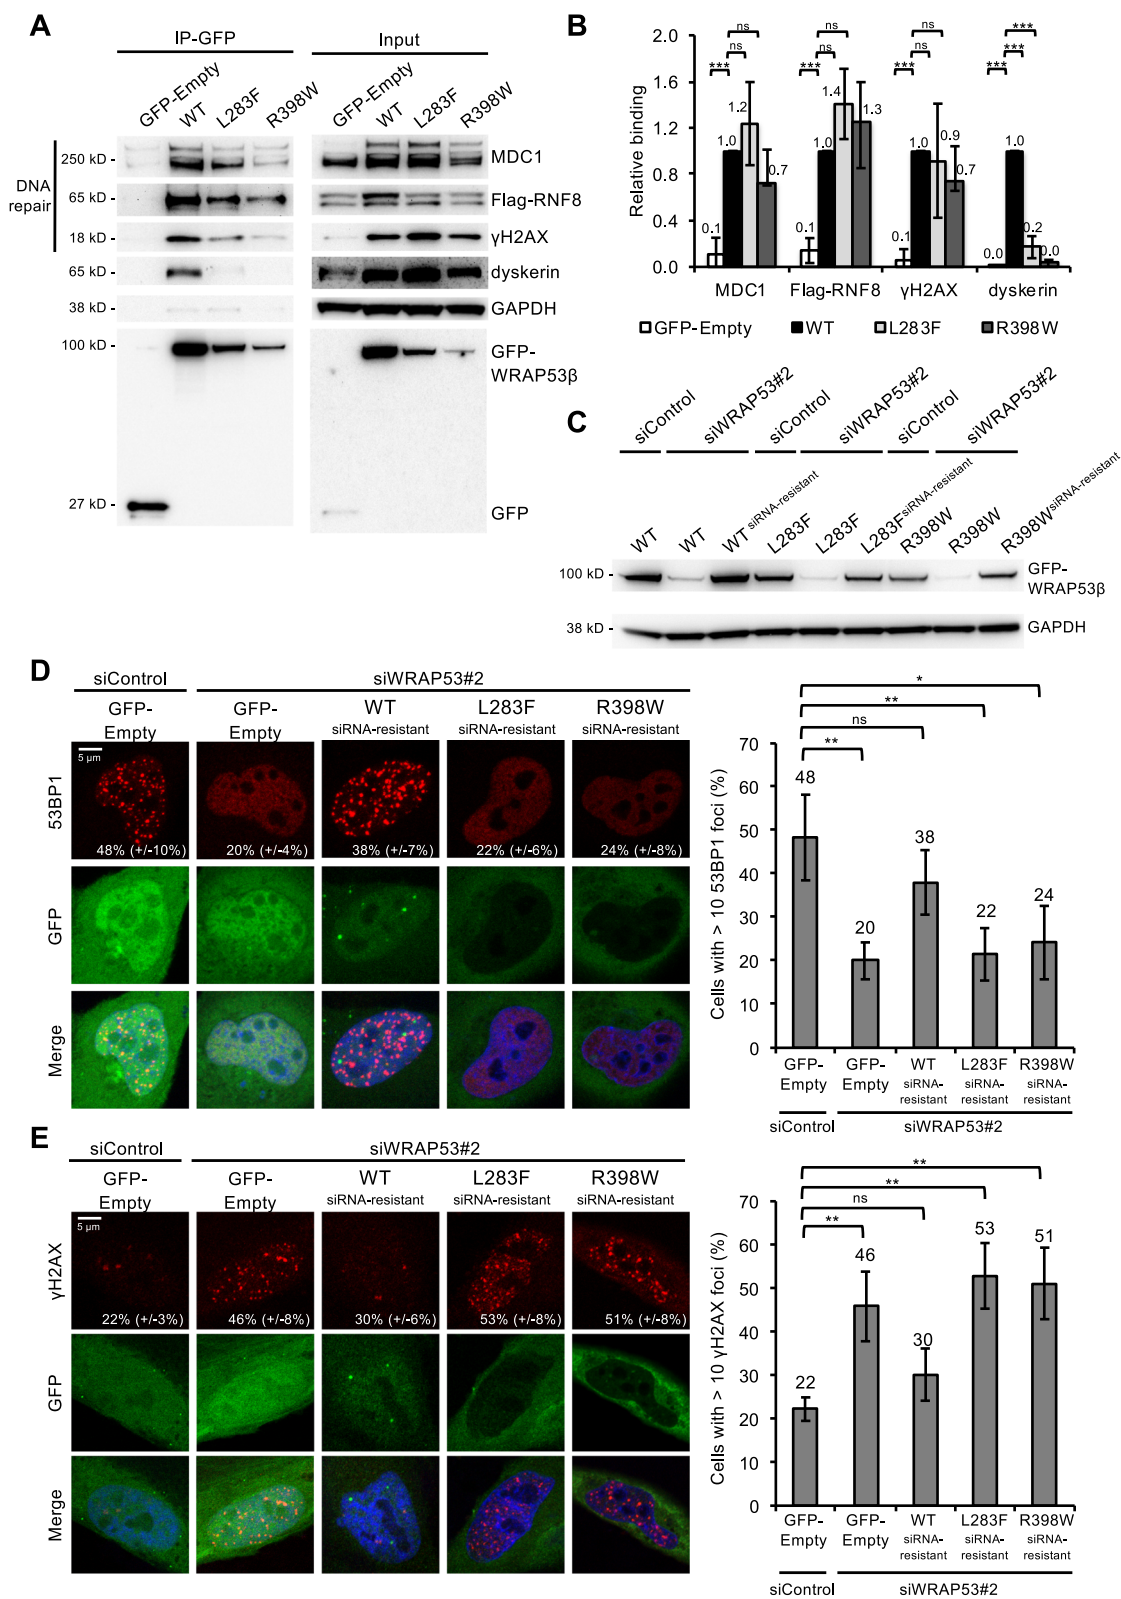 A
IP-GFP
Input
GFP-Empty
WT
L283F
R398W
GFP-Empty
WT
L283F
R398W
DNA
repair
250 kD -
65 kD -
18 kD -
65 kD -
38 kD -
100 kD -
27 kD -
MDC1
Flag-RNF8
γH2AX
dyskerin
GAPDH
GFP-
WRAP53β
GFP
B
Relative binding
2.0
1.6
1.2
0.8
0.4
0.0
ns
ns
***
ns
ns
***
ns
ns
***
***
***
***
0.1
1.0
1.2
0.7
0.1
1.0
1.4
1.3
0.1
1.0
0.9
0.7
0.0
1.0
0.2
0.0
MDC1
Flag-RNF8
γH2AX
dyskerin
GFP-Empty
WT
L283F
R398W
C
siControl
siWRAP53#2
siControl
siWRAP53#2
siControl
siWRAP53#2
WT
WT
WT siRNA-resistant
L283F
L283F
L283F siRNA-resistant
R398W
R398W
R398W siRNA-resistant
100 kD -
GFP-
WRAP53β
38 kD -
GAPDH
D
siControl
siWRAP53#2
GFP-
Empty
GFP-
Empty
WT
siRNA-resistant
L283F
siRNA-resistant
R398W
siRNA-resistant
5 μm
53BP1
48% (+/-10%)
20% (+/-4%)
38% (+/-7%)
22% (+/-6%)
24% (+/-8%)
GFP
Merge
Cells with > 10 53BP1 foci (%)
70
60
50
40
30
20
10
0
*
**
ns
**
48
20
38
22
24
GFP-
Empty
GFP-
Empty
WT
siRNA-
resistant
L283F
siRNA-
resistant
R398W
siRNA-
resistant
siControl
siWRAP53#2
E
siControl
siWRAP53#2
GFP-
Empty
GFP-
Empty
WT
siRNA-resistant
L283F
siRNA-resistant
R398W
siRNA-resistant
5 μm
γH2AX
22% (+/-3%)
46% (+/-8%)
30% (+/-6%)
53% (+/-8%)
51% (+/-8%)
GFP
Merge
Cells with > 10 γH2AX foci (%)
70
60
50
40
30
20
10
0
**
**
ns
**
22
46
30
53
51
GFP-
Empty
GFP-
Empty
WT
siRNA-
resistant
L283F
siRNA-
resistant
R398W
siRNA-
resistant
siControl
siWRAP53#2